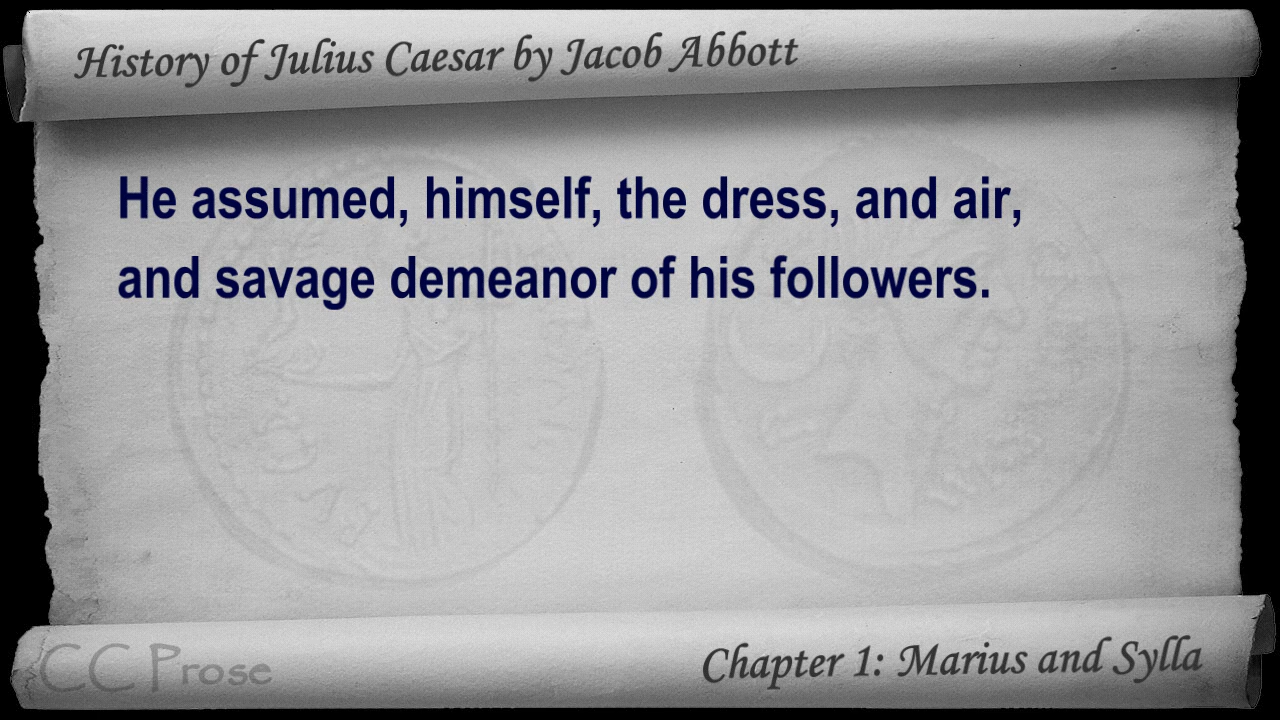 History of Julius Caesar by Jacob Abbott
He assumed, himself, the dress, and air,
and savage demeanor of his followers.
CC Prose
Chapter 1: Marius and Sylla